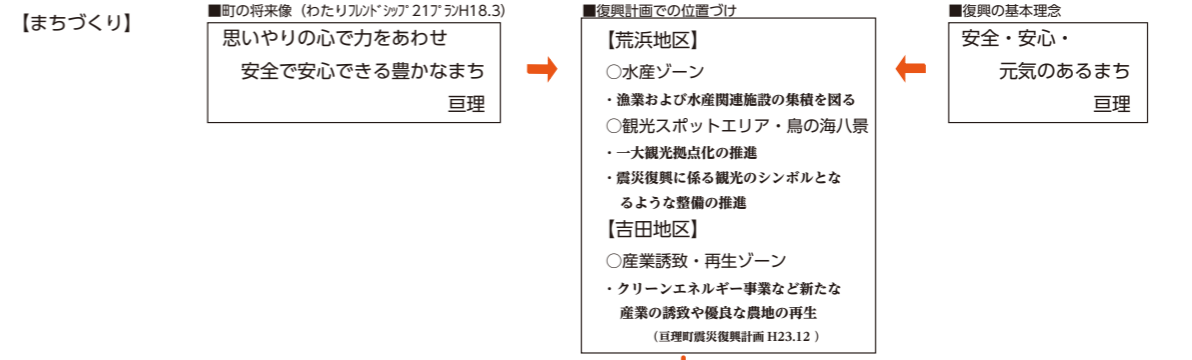 【まちづくり】
■町の将来像（わたりﾌﾚﾝﾄﾞｼｯﾌﾟ21ﾌﾟﾗﾝH18.3）
思いやりの心で力をあわせ
安全で安心できる豊かなまち
亘理
■復興計画での位置づけ
【荒浜地区】
○水産ゾーン
・漁業および水産関連施設の集積を図る
○観光スポットエリア・鳥の海八景
・一大観光拠点化の推進
・震災復興に係る観光のシンボルとな
るような整備の推進
【吉田地区】
○産業誘致・再生ゾーン
・クリーンエネルギー事業など新たな
産業の誘致や優良な農地の再生
（亘理町震災復興計画 H23.12 ）
■復興の基本理念
安全・安心・
元気のあるまち
亘理